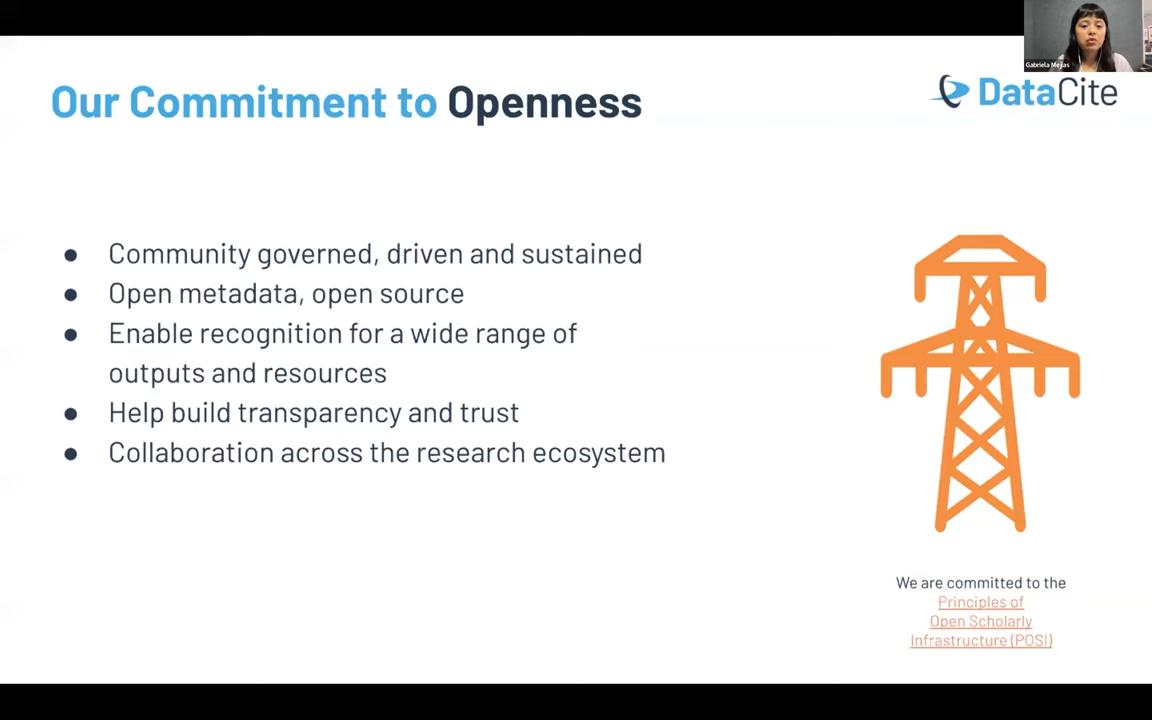 Gabriela Mejias
Our Commitment to Openness
DataCite
● Community governed, driven and sustained
● Open metadata, open source
● Enable recognition for a wide range of
outputs and resources
● Help build transparency and trust
● Collaboration across the research ecosystem
We are committed to the
Principles of
Open Scholarly
Infrastructure (POSI)